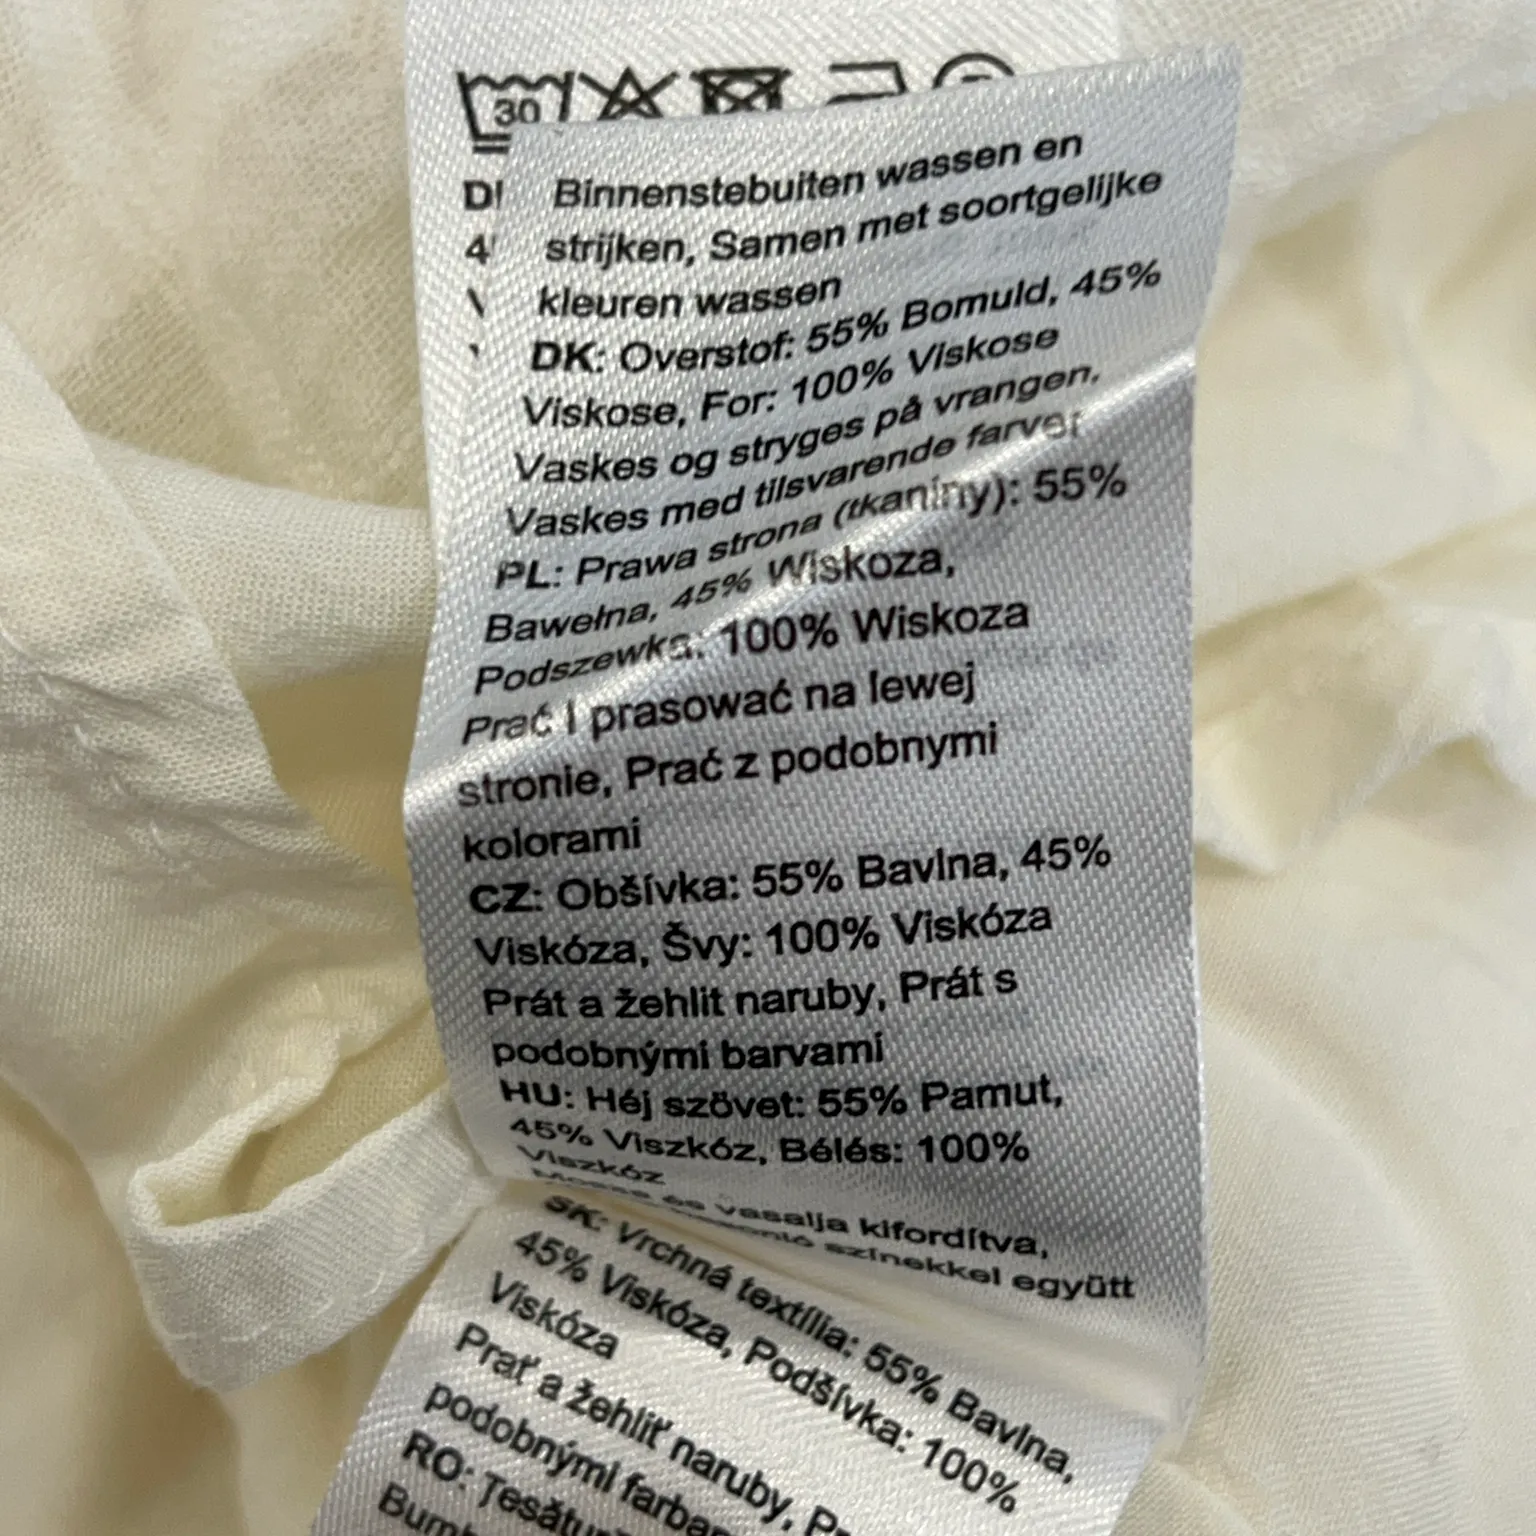 30
Binnenstebuiten wassen en
strijken, Samen met soortgelijke
kleuren wassen
DK: Overstof: 55% Bomuld, 45%
Viskose, For: 100% Viskose
Vaskes og stryges på vrangen,
Vaskes med tilsvarende farver
PL: Prawa strona (tkaníny): 55%
Bawełna, 45% Wiskoza,
Podszewka: 100% Wiskoza
Prać I prasować na lewej
stronie, Prać z podobnymi
kolorami
CZ: Obšívka: 55% Bavlna, 45%
Viskóza, Švy: 100% Viskóza
Prát a žehlit naruby, Prát s
podobnými barvami
HU: Héj szövet: 55% Pamut,
45% Viszkóz, Bélés: 100%
Viszkóz
és vasalja kifordítva,
színekkel együtt
SK: Vrchná textília: 55% Bavlna,
45% Viskóza, Podšívka: 100%
Viskóza
Prať a žehliť naruby,
podobnými
RO: